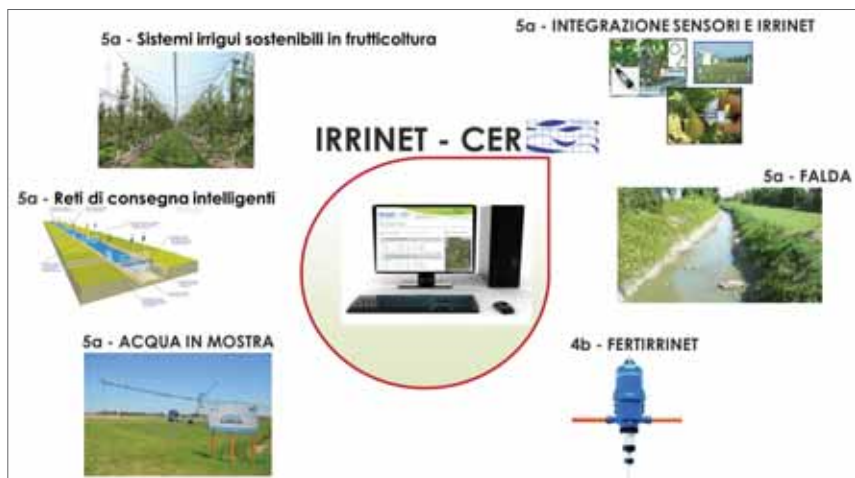 5a - Sistemi irrigui sostenibili in frutticoltura
5a - INTEGRAZIONE SENSORI E IRRINET
IRRINET - CER
5a - Reti di consegna intelligenti
5a - FALDA
5a - ACQUA IN MOSTRA
4b - FERTIRRINET